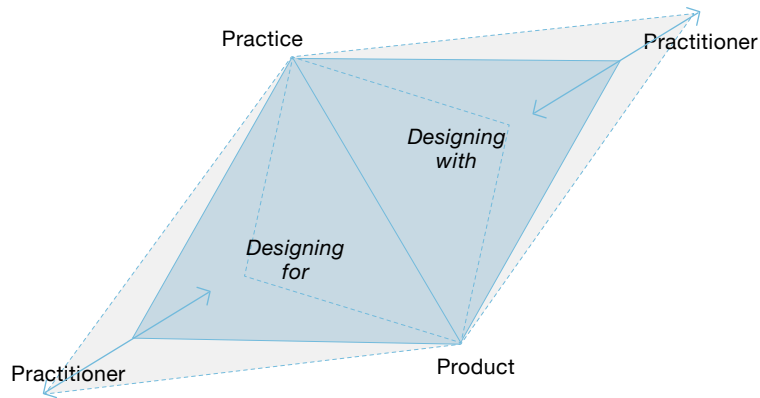 Practice
Practitioner
Designing
with
Designing
for
Practitioner
Product